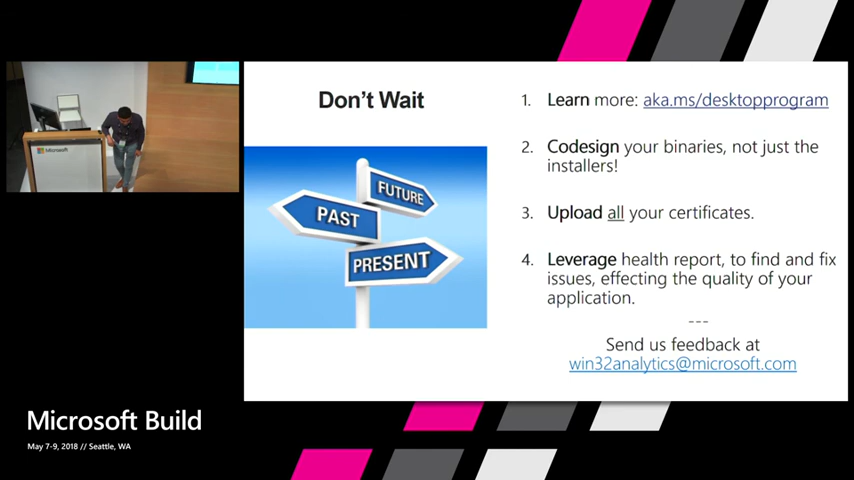 Don't Wait
1. Learn more: aka.ms/desktopprogram
2. Codesign your binaries, not just the
installers!
3. Upload all your certificates.
4. Leverage health report, to find and fix
issues, effecting the quality of your
application.
---
Send us feedback at
win32analytics@microsoft.com
FUTURE
PAST
PRESENT
Microsoft
Microsoft Build
May 7-9, 2018 // Seattle, WA